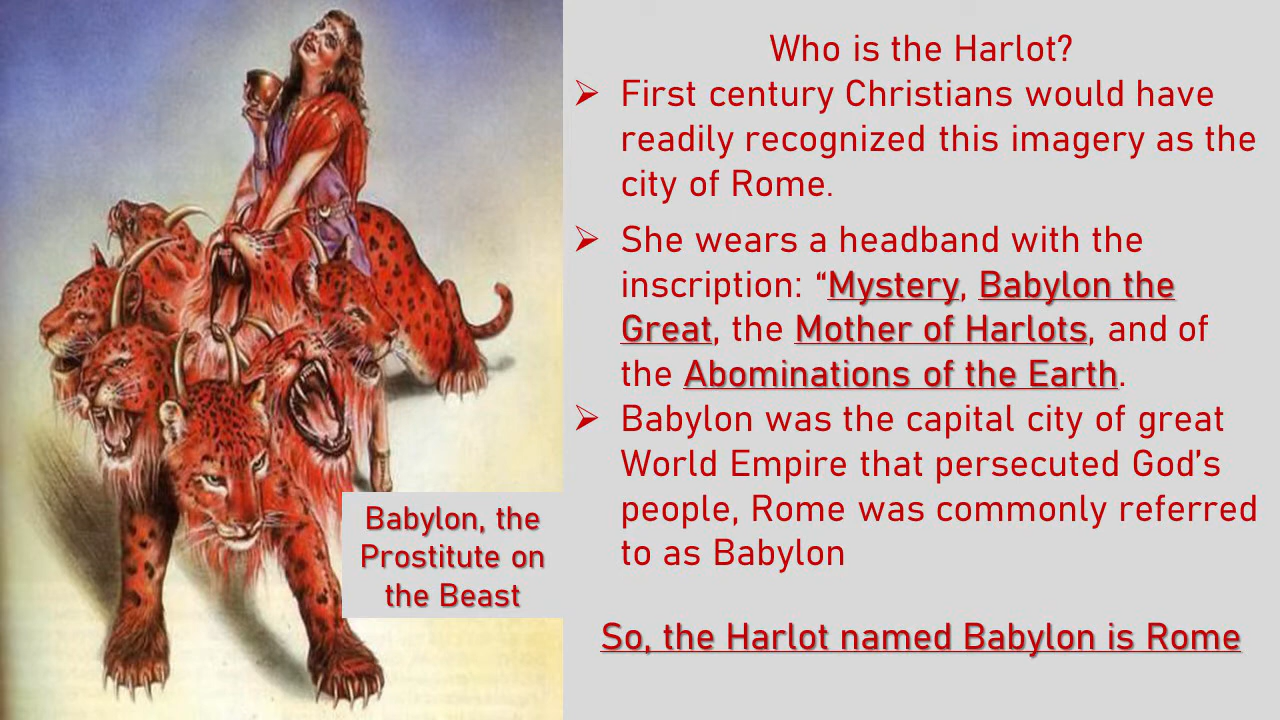 Who is the Harlot?
➢ First century Christians would have
readily recognized this imagery as the
city of Rome.
➢ She wears a headband with the
inscription: “Mystery, Babylon the
Great, the Mother of Harlots, and of
the Abominations of the Earth.
➢ Babylon was the capital city of great
World Empire that persecuted God’s
people, Rome was commonly referred
to as Babylon
So, the Harlot named Babylon is Rome
Babylon, the
Prostitute on
the Beast